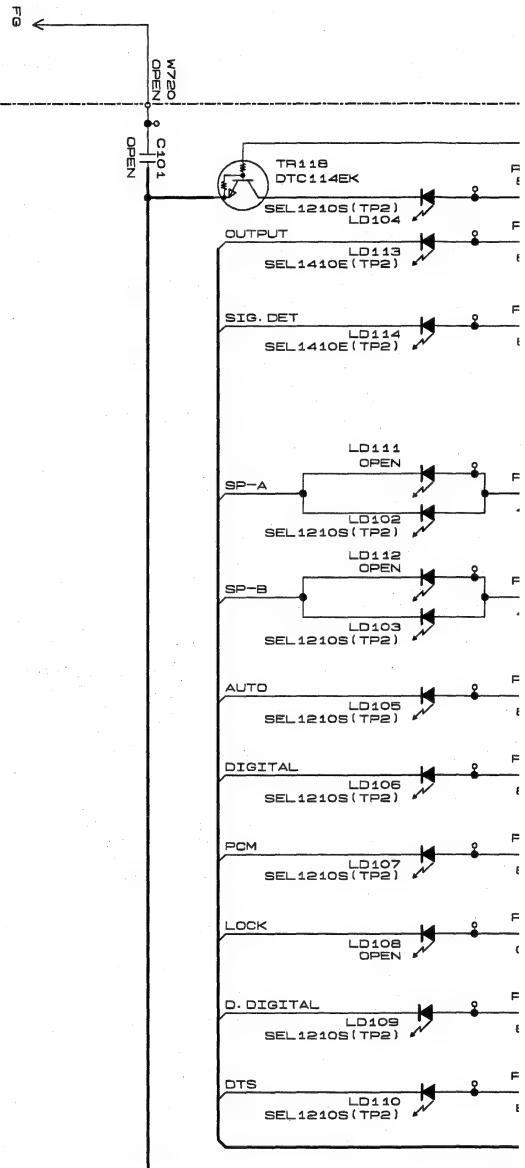 FG
W720
OPEN
C101
OPEN
TR118
DTC114EK
SEL1210S(TP2)
LD104
OUTPUT
LD113
SEL1410E(TP2)
SIG. DET
LD114
SEL1410E(TP2)
LD111
OPEN
SP-A
LD102
SEL1210S(TP2)
LD112
OPEN
SP-B
LD103
SEL1210S(TP2)
AUTO
LD105
SEL1210S(TP2)
DIGITAL
LD106
SEL1210S(TP2)
PCM
LD107
SEL1210S(TP2)
LOCK
LD108
OPEN
D. DIGITAL
LD109
SEL1210S(TP2)
DTS
LD110
SEL1210S(TP2)